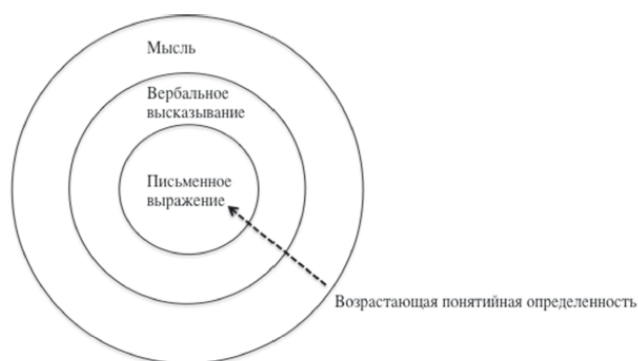 Мысль
Вербальное
высказывание
Письменное
выражение
Возрастающая понятийная определенность